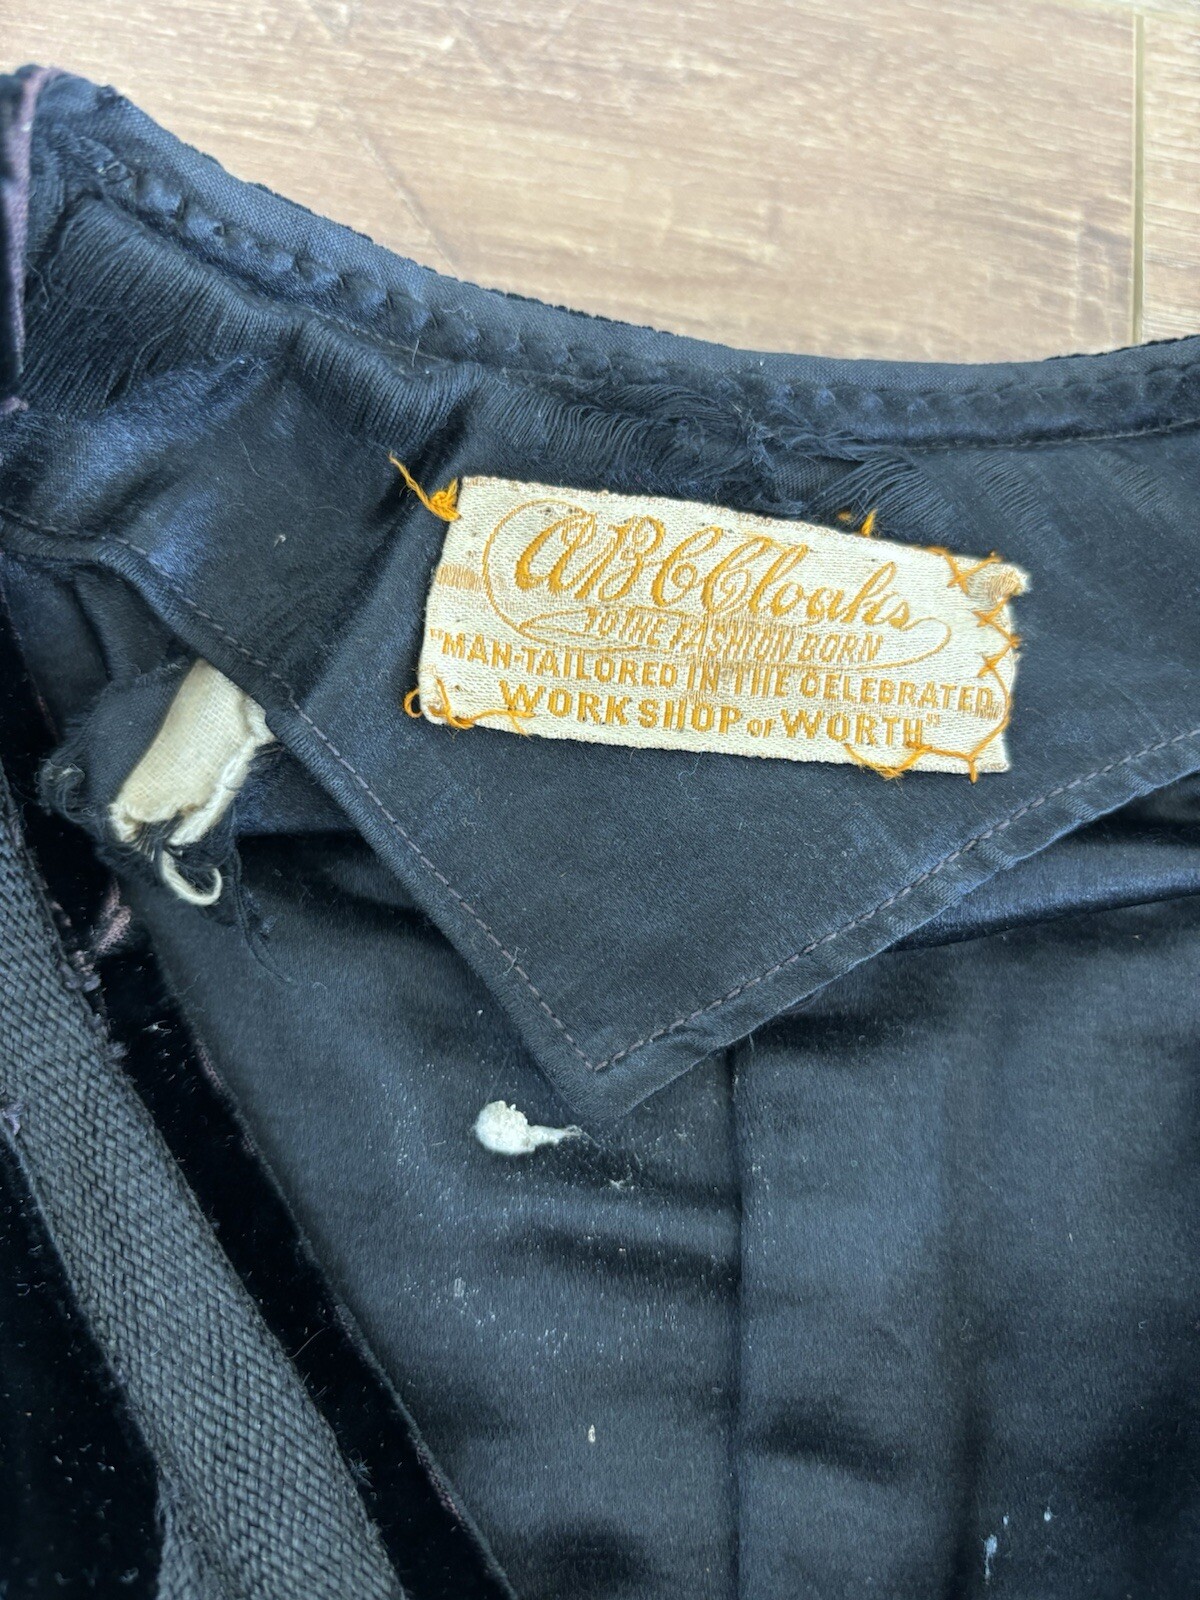 ABC Cloaks
TO THE FASHION BORN
"MAN-TAILORED IN THE CELEBRATED
WORKSHOP of WORTH"